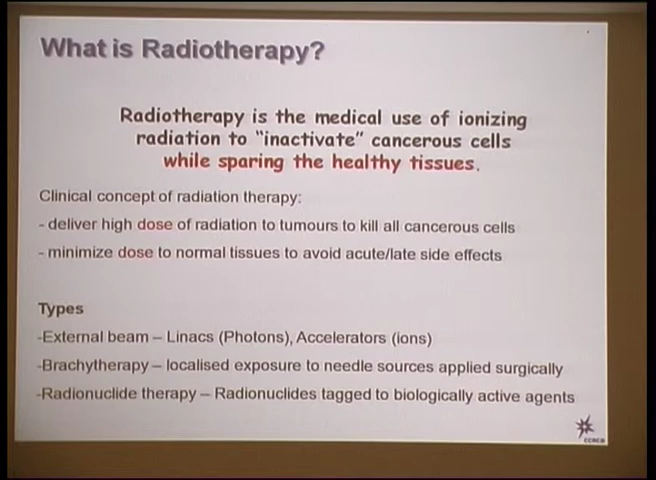 What is Radiotherapy?
Radiotherapy is the medical use of ionizing
radiation to "inactivate" cancerous cells
while sparing the healthy tissues.
Clinical concept of radiation therapy:
- deliver high dose of radiation to tumours to kill all cancerous cells
- minimize dose to normal tissues to avoid acute/late side effects
Types
-External beam – Linacs (Photons), Accelerators (ions)
-Brachytherapy – localised exposure to needle sources applied surgically
-Radionuclide therapy – Radionuclides tagged to biologically active agents